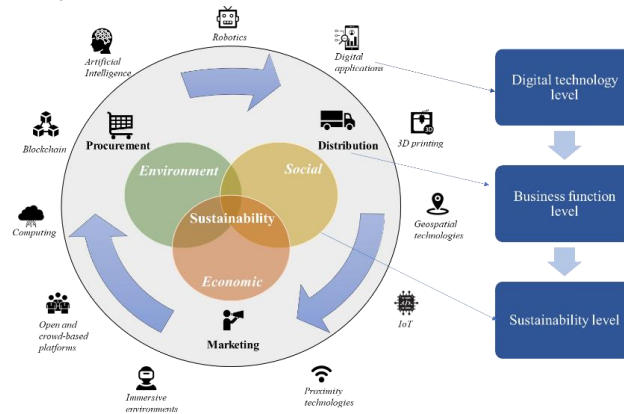 Robotics
Artificial
Intelligence
Digital
applications
Digital technology
level
Blockchain
Procurement
Distribution
3D
3D printing
Environment
Social
Business function
level
Sustainability
Computing
Geospatial
technologies
Economic
Open and
crowd-based
platforms
IoT
Sustainability level
Marketing
Immersive
environments
Proximity
technologies